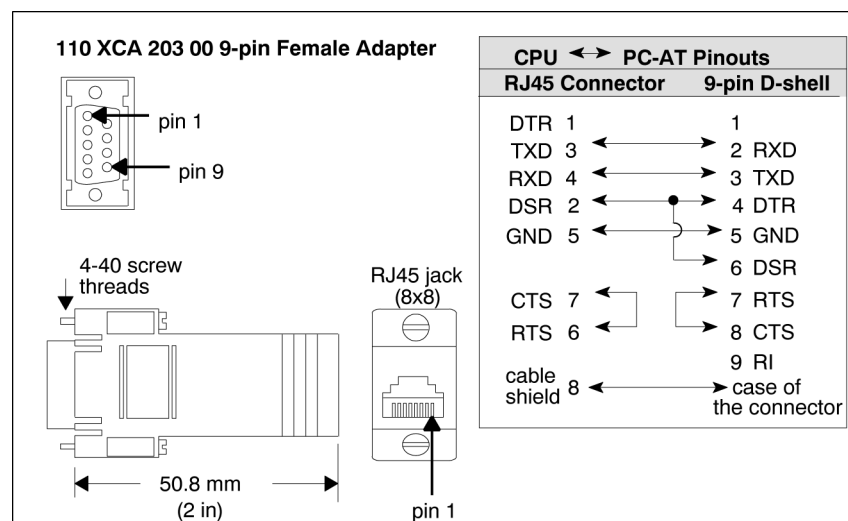 110 XCA 203 00 9-pin Female Adapter
pin 1
pin 9
4-40 screw
threads
50.8 mm
(2 in)
RJ45 jack
(8x8)
pin 1
CPU PC-AT Pinouts
RJ45 Connector 9-pin D-shell
DTR 1 1
TXD 3 2 RXD
RXD 4 3 TXD
DSR 2 4 DTR
GND 5 5 GND
6 DSR
CTS 7 7 RTS
RTS 6 8 CTS
9 RI
cable
shield 8 case of
the connector